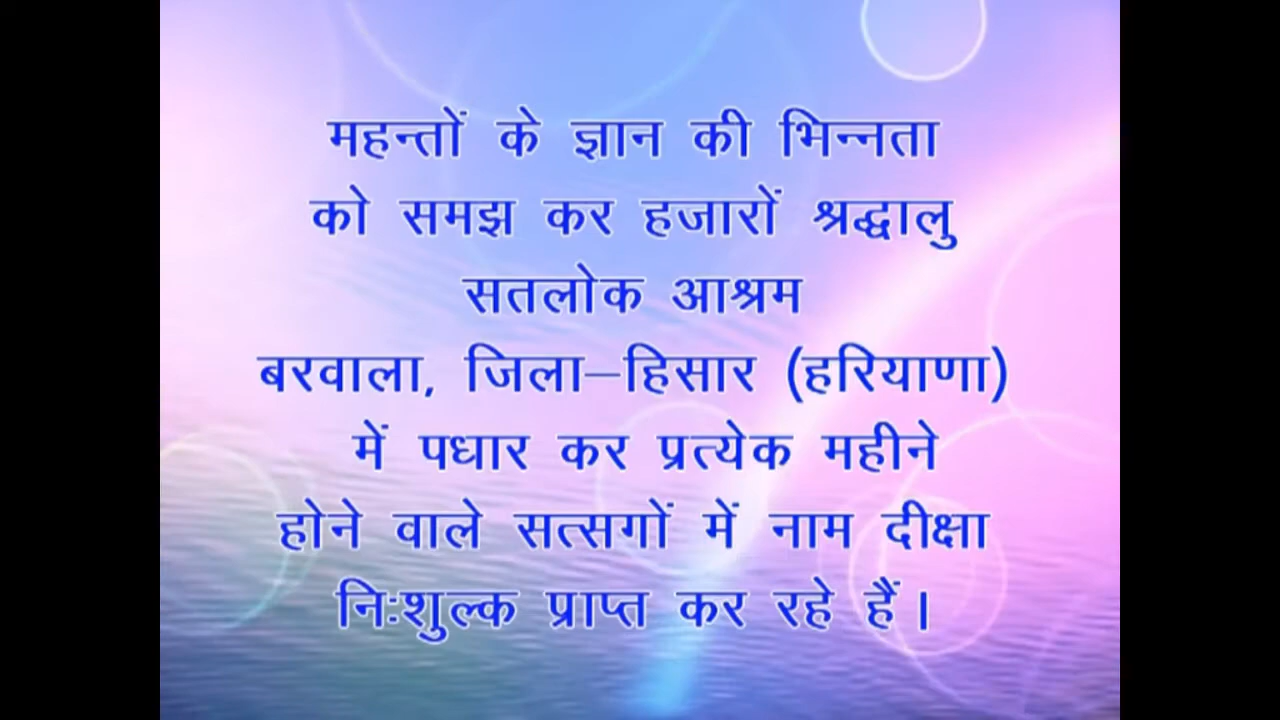 महन्तों के ज्ञान की भिन्नता
को समझ कर हजारों श्रद्धालु
सतलोक आश्रम
बरवाला, जिला–हिसार (हरियाणा)
में पधार कर प्रत्येक महीने
होने वाले सत्सगों में नाम दीक्षा
निःशुल्क प्राप्त कर रहे हैं।